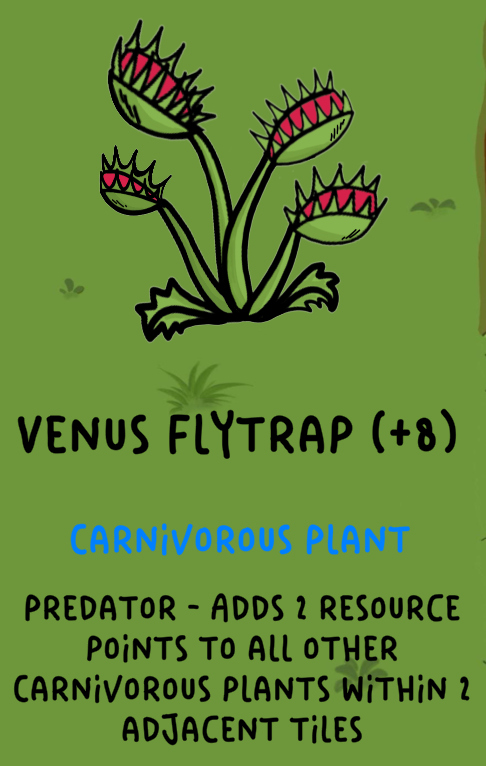 VENUS FLYTRAP (+8)
CARNiVOROUS PLANT
PREDATOR - ADDS 2 RESOURCE
POiNTS TO ALL OTHER
CARNiVOROUS PLANTS WiTHiN 2
ADJACENT TiLES